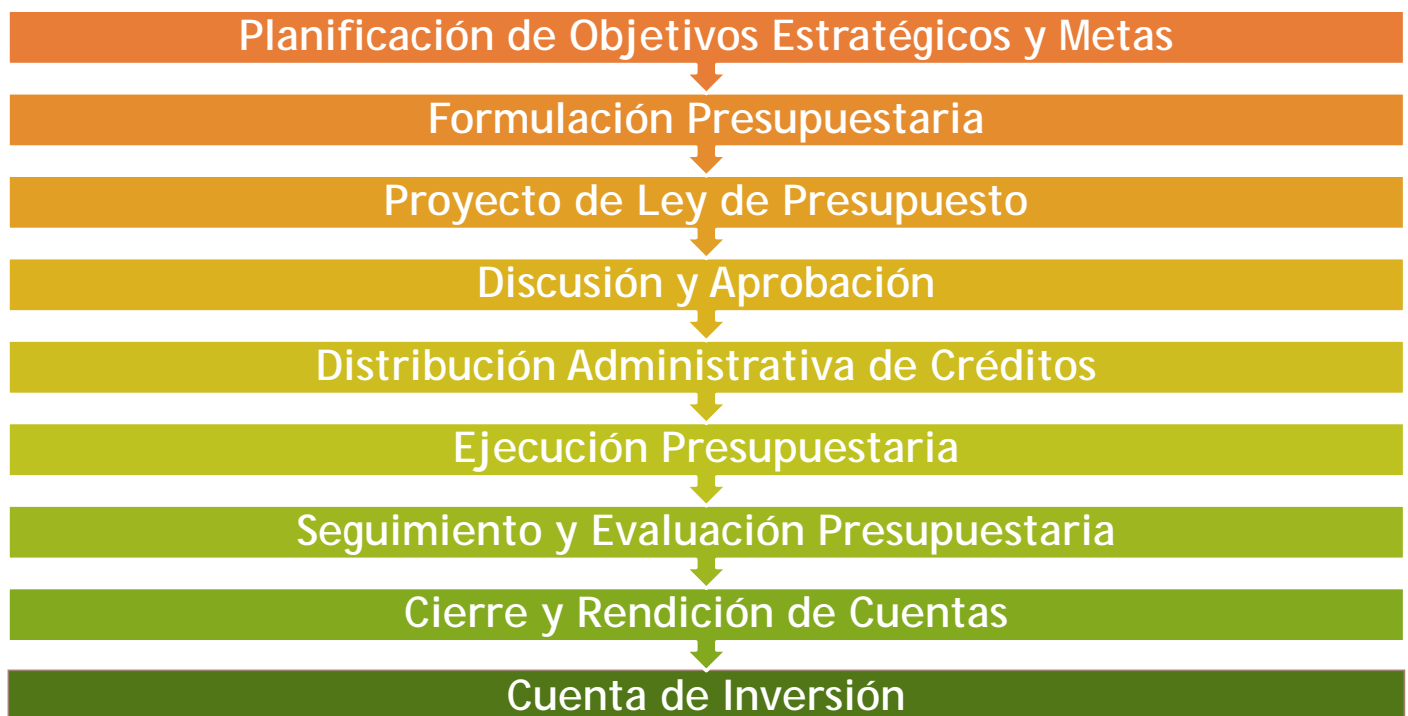 Planificación de Objetivos Estratégicos y Metas
Formulación Presupuestaria
Proyecto de Ley de Presupuesto
Discusión y Aprobación
Distribución Administrativa de Créditos
Ejecución Presupuestaria
Seguimiento y Evaluación Presupuestaria
Cierre y Rendición de Cuentas
Cuenta de Inversión